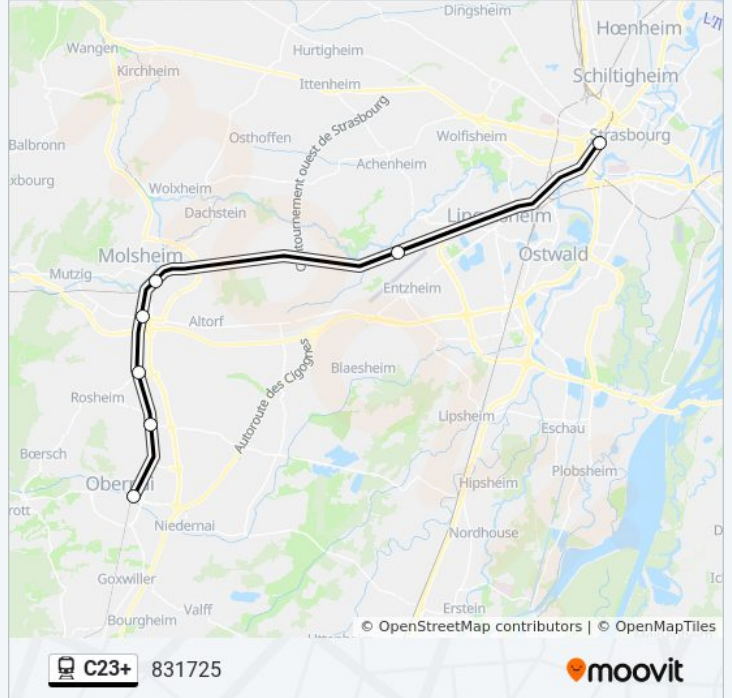 Dingsheim
L'Ill
Hœnheim
Wangen
Hurtigheim
Kirchheim
Schiltigheim
Ittenheim
Contournement ouest de Strasbourg
Balbronn
Osthoffen
Wolfisheim
Strasbourg
Achenheim
xbourg
Wolxheim
Dachstein
Molsheim
Ostwald
Mutzig
Entzheim
Altorf
Blaesheim
Autoroute des Cigognes
Rosheim
Lipsheim
Eschau
Bœrsch
Plobsheim
Hipsheim
rott
Niedernai
Nordhouse
D
Goxwiller
Ic
Valff
Erstein
Bourgheim
© OpenStreetMap contributors | © OpenMapTiles
C23+ 831725
moovit